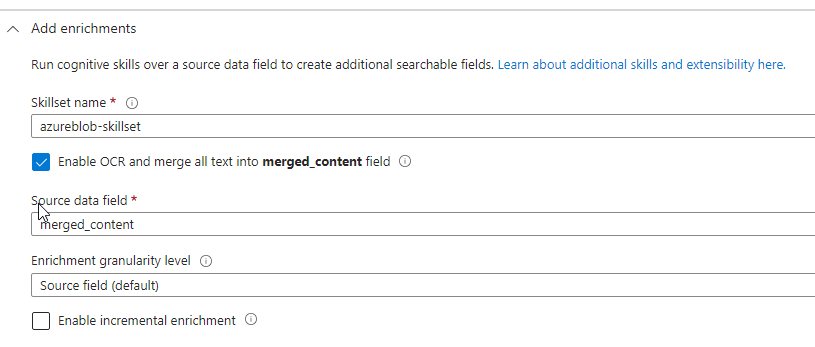 Add enrichments
Run cognitive skills over a source data field to create additional searchable fields. Learn about additional skills and extensibility here.
Skillset name *
azureblob-skillset
Enable OCR and merge all text into merged_content field
Source data field *
merged_content
Enrichment granularity level
Source field (default)
Enable incremental enrichment